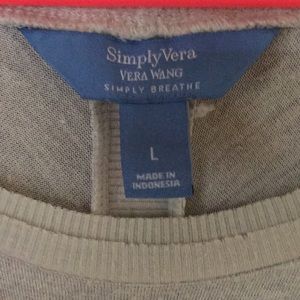 SimplyVera
VERA WANG
SIMPLY BREATHE
L
MADE IN
INDONESIA